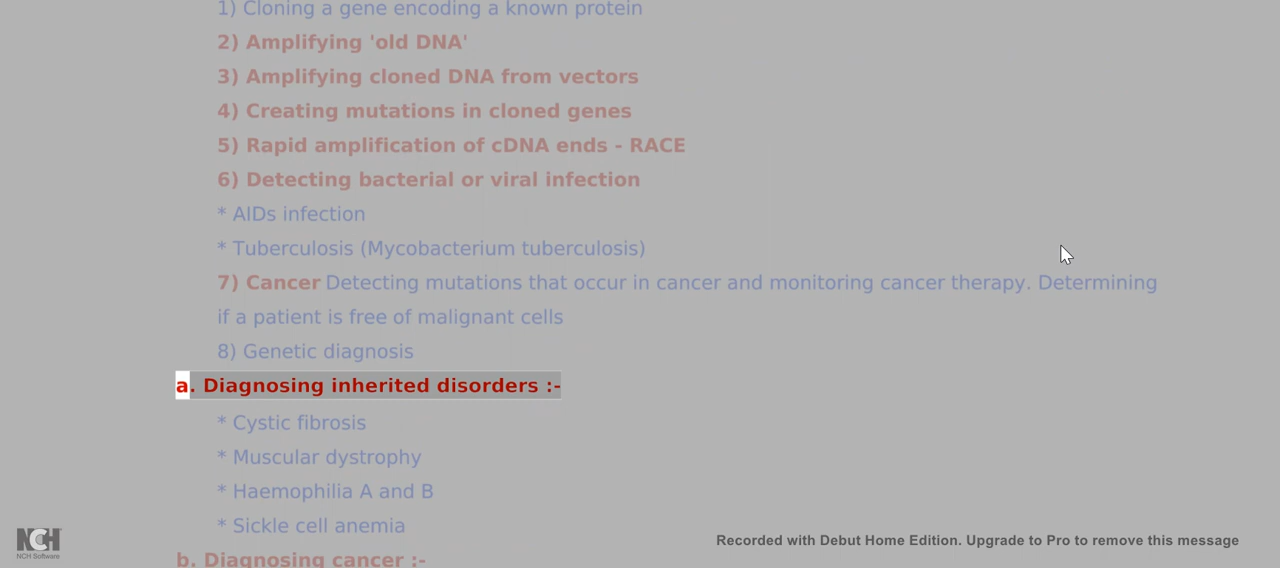 1) Cloning a gene encoding a known protein
2) Amplifying 'old DNA'
3) Amplifying cloned DNA from vectors
4) Creating mutations in cloned genes
5) Rapid amplification of cDNA ends - RACE
6) Detecting bacterial or viral infection
* AIDs infection
* Tuberculosis (Mycobacterium tuberculosis)
7) Cancer Detecting mutations that occur in cancer and monitoring cancer therapy. Determining
if a patient is free of malignant cells
8) Genetic diagnosis
a. Diagnosing inherited disorders :-
* Cystic fibrosis
* Muscular dystrophy
* Haemophilia A and B
* Sickle cell anemia
b. Diagnosing cancer :-
NCH
NCH Software
Recorded with Debut Home Edition. Upgrade to Pro to remove this message